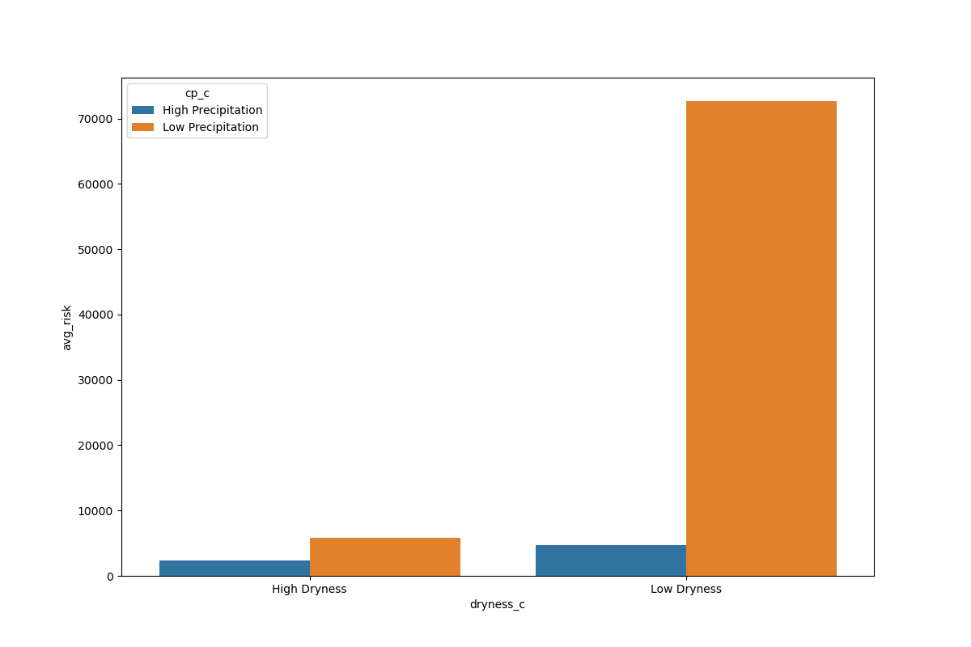 cp_c
High Precipitation
Low Precipitation
70000
60000
50000
40000
30000
20000
10000
0
avg_risk
High Dryness
Low Dryness
dryness_c